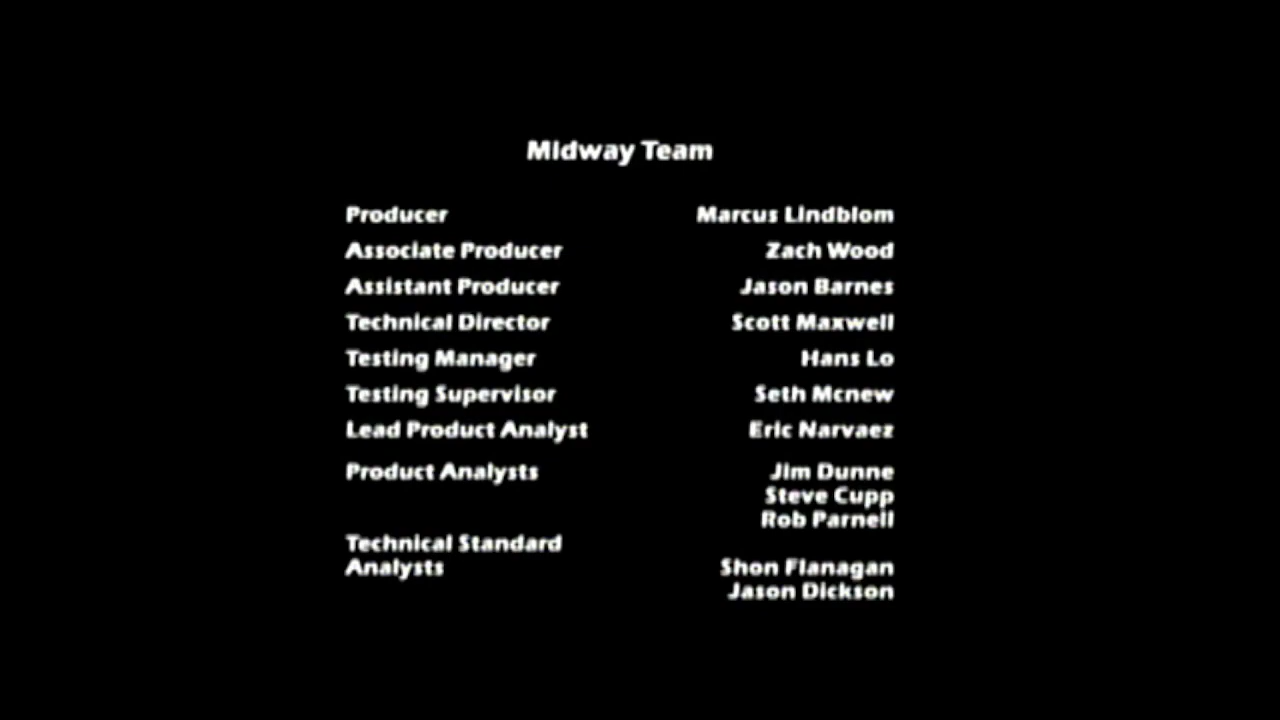 Midway Team
Producer Marcus Lindblom
Associate Producer Zach Wood
Assistant Producer Jason Barnes
Technical Director Scott Maxwell
Testing Manager Hans Lo
Testing Supervisor Seth Mcnew
Lead Product Analyst Eric Narvaez
Product Analysts Jim Dunne
Steve Cupp
Rob Parnell
Technical Standard
Analysts Shon Flanagan
Jason Dickson